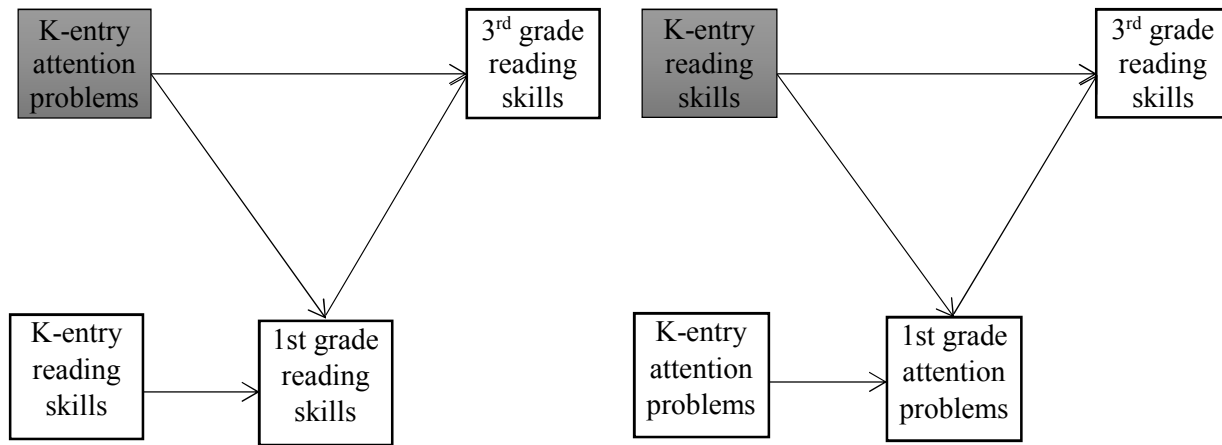 K-entry
attention
problems
3rd grade
reading
skills
K-entry
reading
skills
1st grade
reading
skills
K-entry
reading
skills
3rd grade
reading
skills
K-entry
attention
problems
1st grade
attention
problems